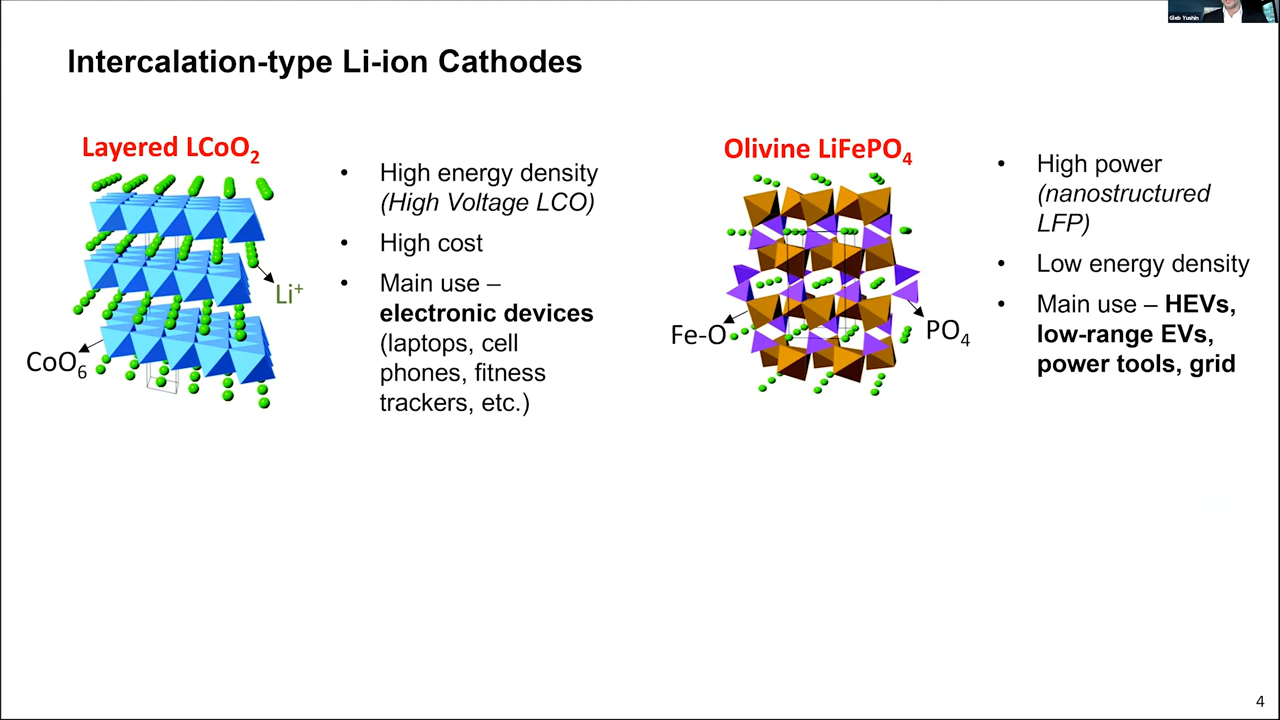 Gleb Yushin
Intercalation-type Li-ion Cathodes
Layered LCoO₂
• High energy density
(High Voltage LCO)
• High cost
• Main use –
electronic devices
(laptops, cell
phones, fitness
trackers, etc.)
Li⁺
CoO₆
Olivine LiFePO₄
• High power
(nanostructured
LFP)
• Low energy density
• Main use – HEVs,
low-range EVs,
power tools, grid
Fe-O
PO₄
4